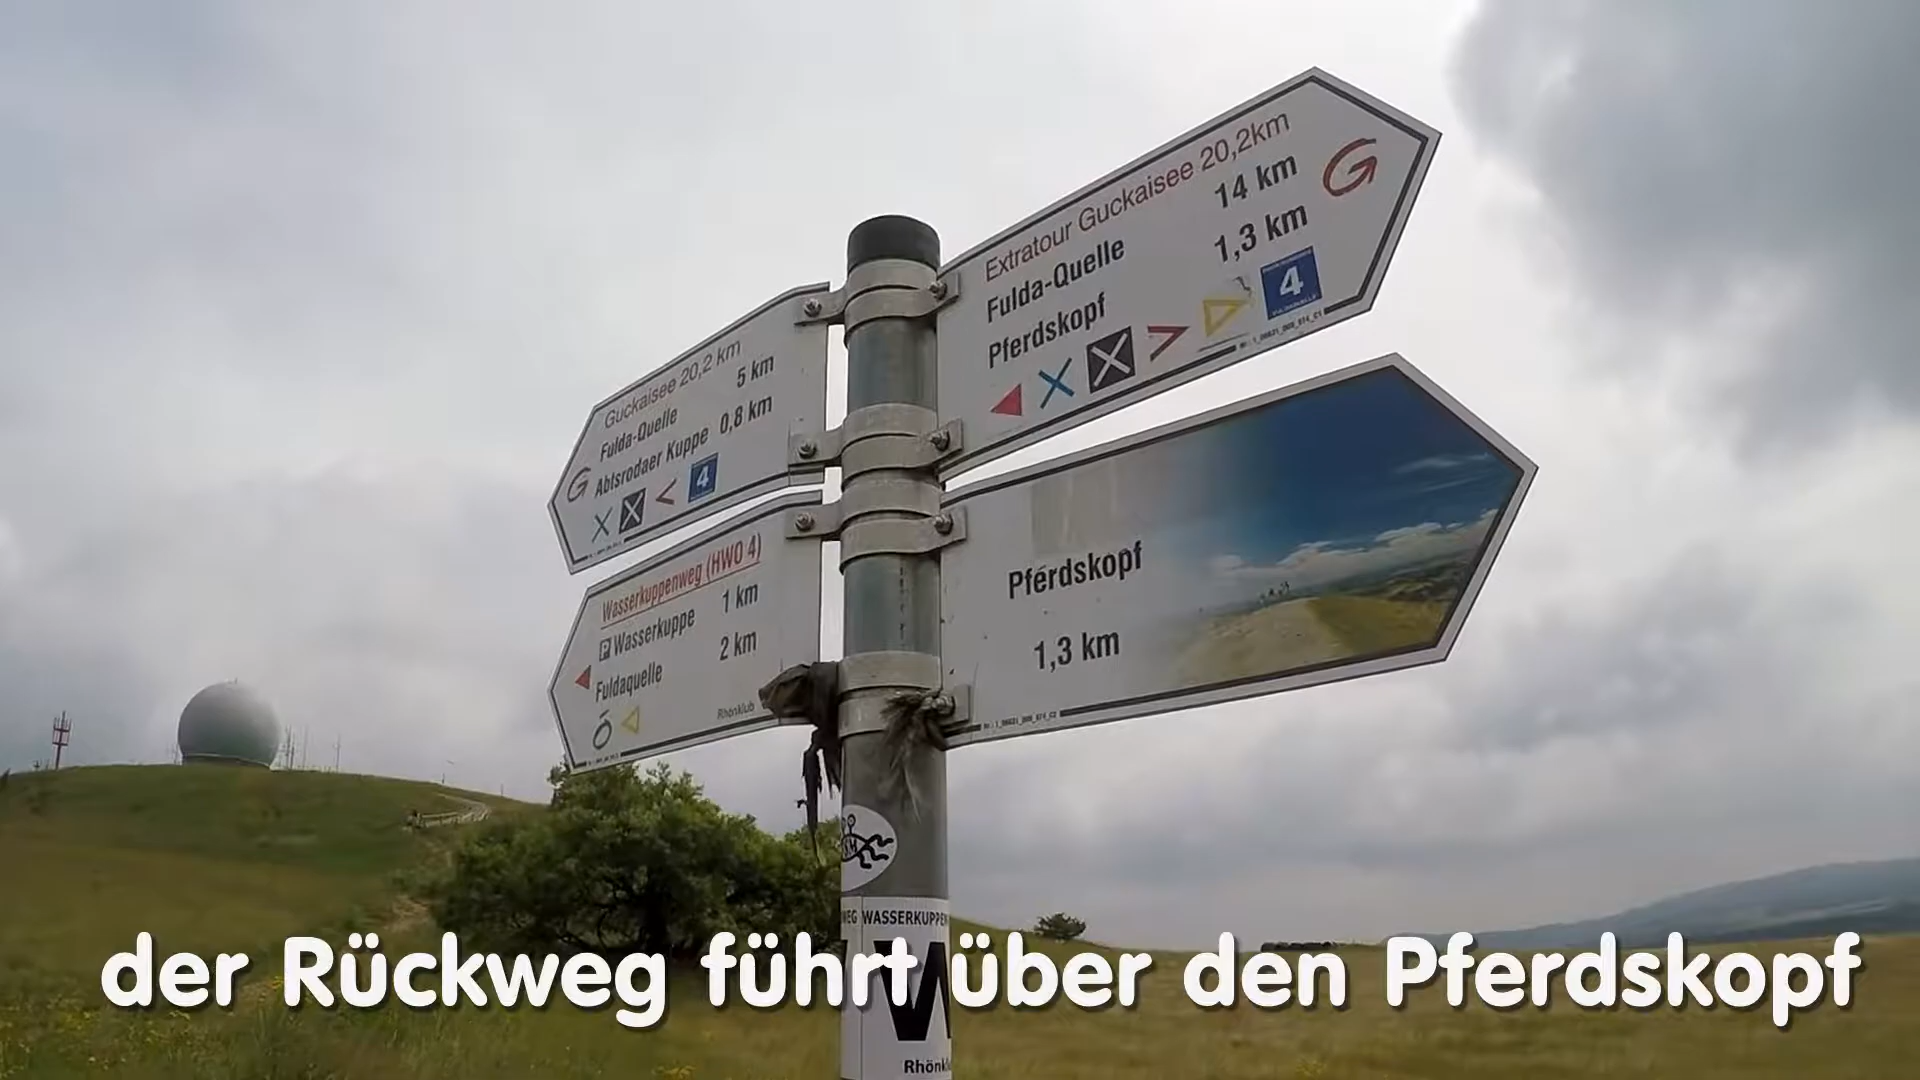 Guckaisee 20,2 km
Fulda-Quelle 5 km
Abtsrodaer Kuppe 0,8 km
4
Wasserkuppenweg (HWO 4)
P Wasserkuppe 1 km
Fuldaquelle 2 km
Rhönklub
Extratour Guckaisee 20,2km
Fulda-Quelle 14 km
Pferdskopf 1,3 km
G
4
Pferdskopf
1,3 km
WEG WASSERKUPPEN
W
Rhönk
der Rückweg führt über den Pferdskopf